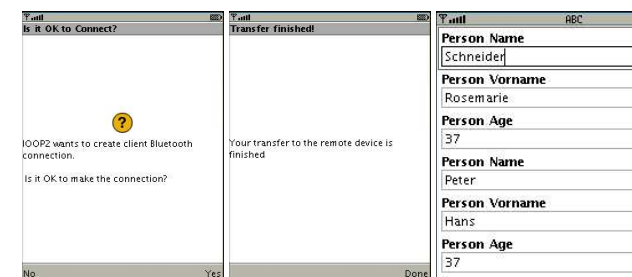 Is it OK to Connect?
?
IOOP2 wants to create client Bluetooth
connection.
Is it OK to make the connection?
No
Yes
Transfer finished!
Your transfer to the remote device is
finished
Done
ABC
Person Name
Schneider
Person Vorname
Rosemarie
Person Age
37
Person Name
Peter
Person Vorname
Hans
Person Age
37